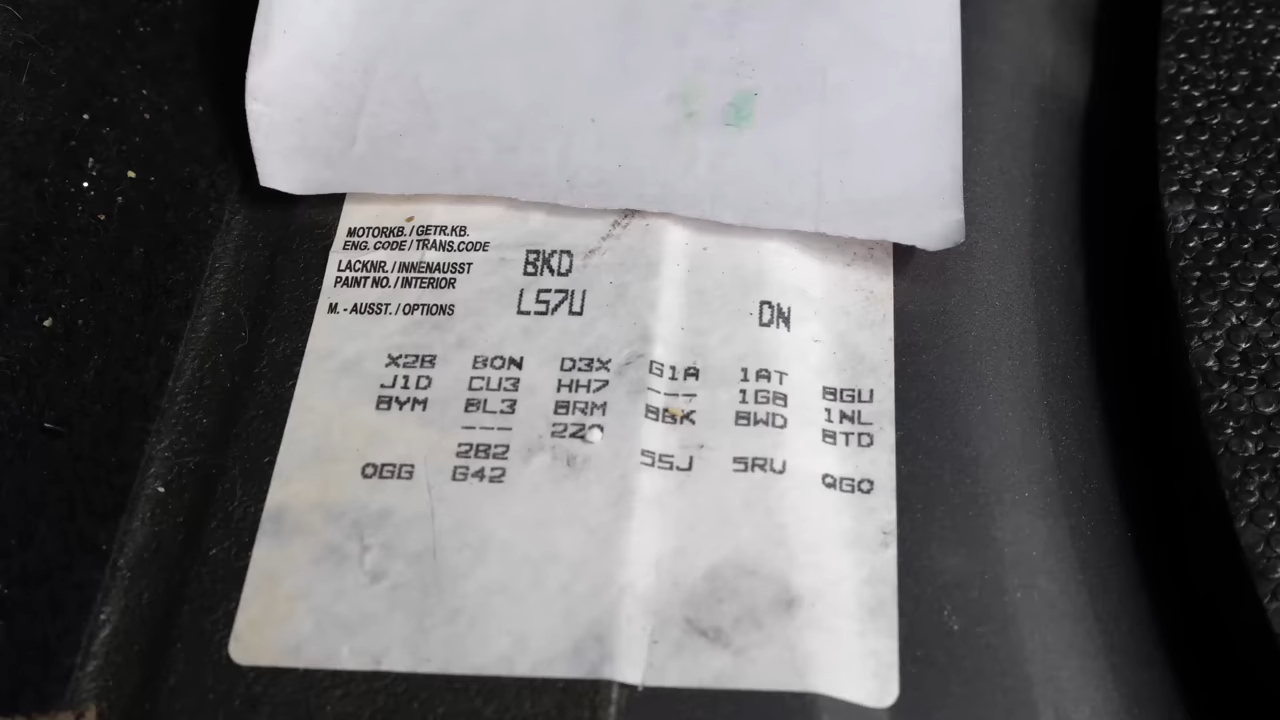 MOTORKB. / GETR.KB.
ENG. CODE / TRANS.CODE
BKD
LACKNR. / INNENAUSST
PAINT NO. / INTERIOR
L57U DN
M. - AUSST. / OPTIONS
X2B BON D3X G1A 1AT
J1D CU3 HH7 --- 1GB 8GU
8YM 8L3 8RM 8BK 8WD 1NL
--- 8TD
2B2 5SJ 5RU
0GG G42 QG0